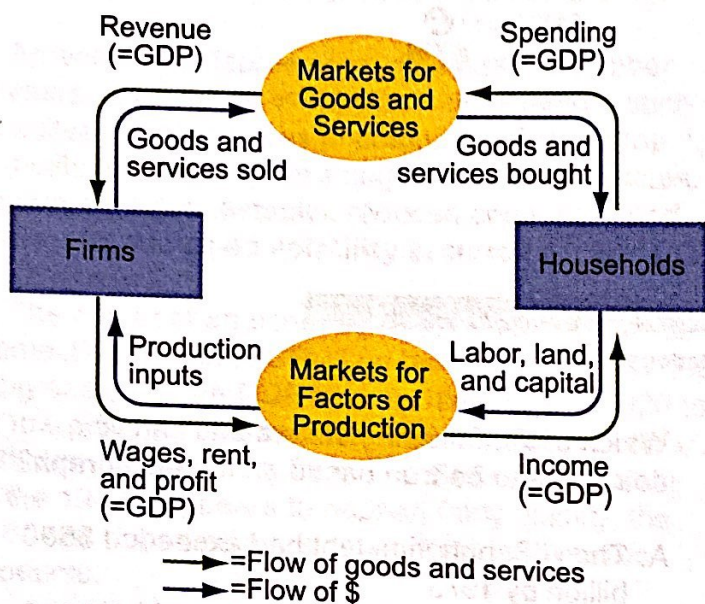 Revenue
(=GDP)
Spending
(=GDP)
Markets for
Goods and
Services
Goods and
services sold
Goods and
services bought
Firms
Households
Production
inputs
Markets for
Factors of
Production
Labor, land,
and capital
Wages, rent,
and profit
(=GDP)
Income
(=GDP)
=Flow of goods and services
=Flow of $